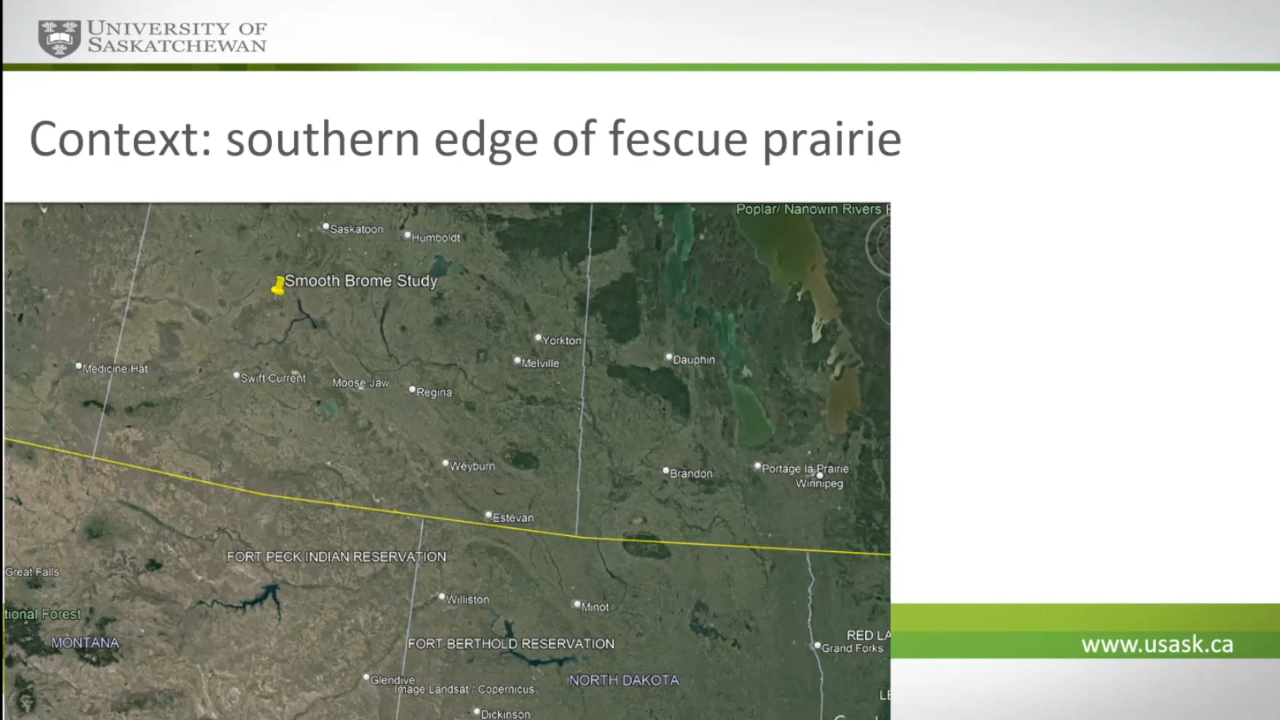 UNIVERSITY OF
SASKATCHEWAN
Context: southern edge of fescue prairie
Poplar/ Nanowin Rivers
Saskatoon
Humboldt
Smooth Brome Study
Yorkton
Melville
Dauphin
Medicine Hat
Swift Current
Moose Jaw
Regina
Weyburn
Brandon
Portage la Prairie
Winnipeg
Estevan
FORT PECK INDIAN RESERVATION
Great Falls
Williston
Minot
tional Forest
MONTANA
FORT BERTHOLD RESERVATION
RED LA
Grand Forks
www.usask.ca
Glendive
NORTH DAKOTA
Image Landsat / Copernicus
LE
Dickinson